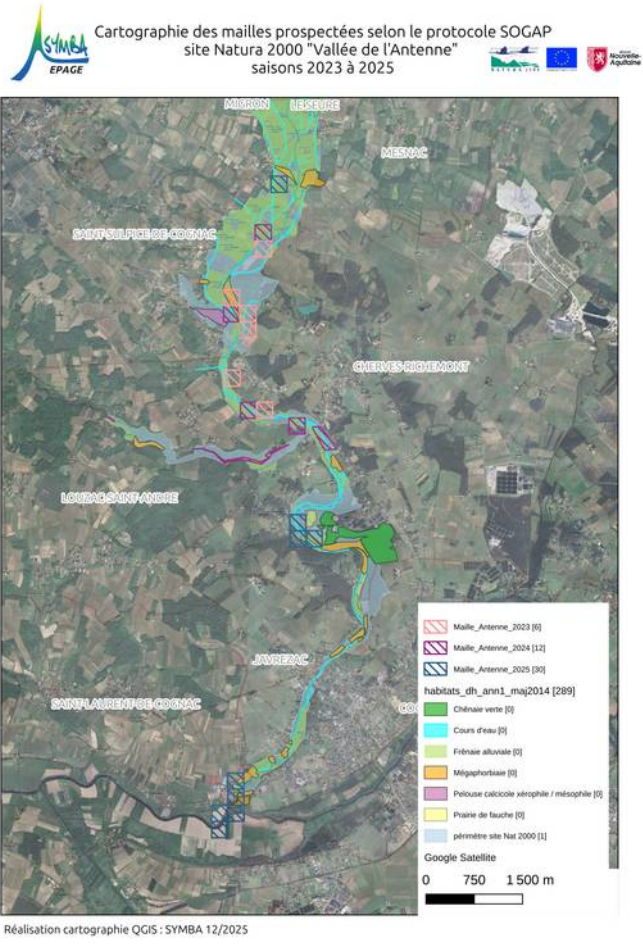 SYMBA
EPAGE
Cartographie des mailles prospectées selon le protocole SOGAP
site Natura 2000 "Vallée de l'Antenne"
saisons 2023 à 2025
NATURA 2000
Nouvelle-
Aquitaine
MIGRON
LE SEURE
MESNAC
SAINT-SULPICE-DE-COGNAC
CHERVES-RICHEMONT
LOUZAC-SAINT-ANDRE
JAVREZAC
SAINT-LAURENT-DE-COGNAC
Maille_Antenne_2023 [6]
Maille_Antenne_2024 [12]
Maille_Antenne_2025 [30]
habitats_dh_ann1_maj2014 [289]
Chênaie verte [0]
Cours d'eau [0]
Frênaie alluviale [0]
Mégaphorbiaie [0]
Pelouse calcicole xérophile / mésophile [0]
Prairie de fauche [0]
périmètre site Nat 2000 [1]
Google Satellite
0 750 1 500 m
Réalisation cartographie QGIS : SYMBA 12/2025